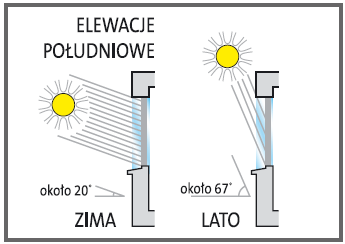 ELEWACJE
POŁUDNIOWE
około 20°
około 67°
ZIMA
LATO